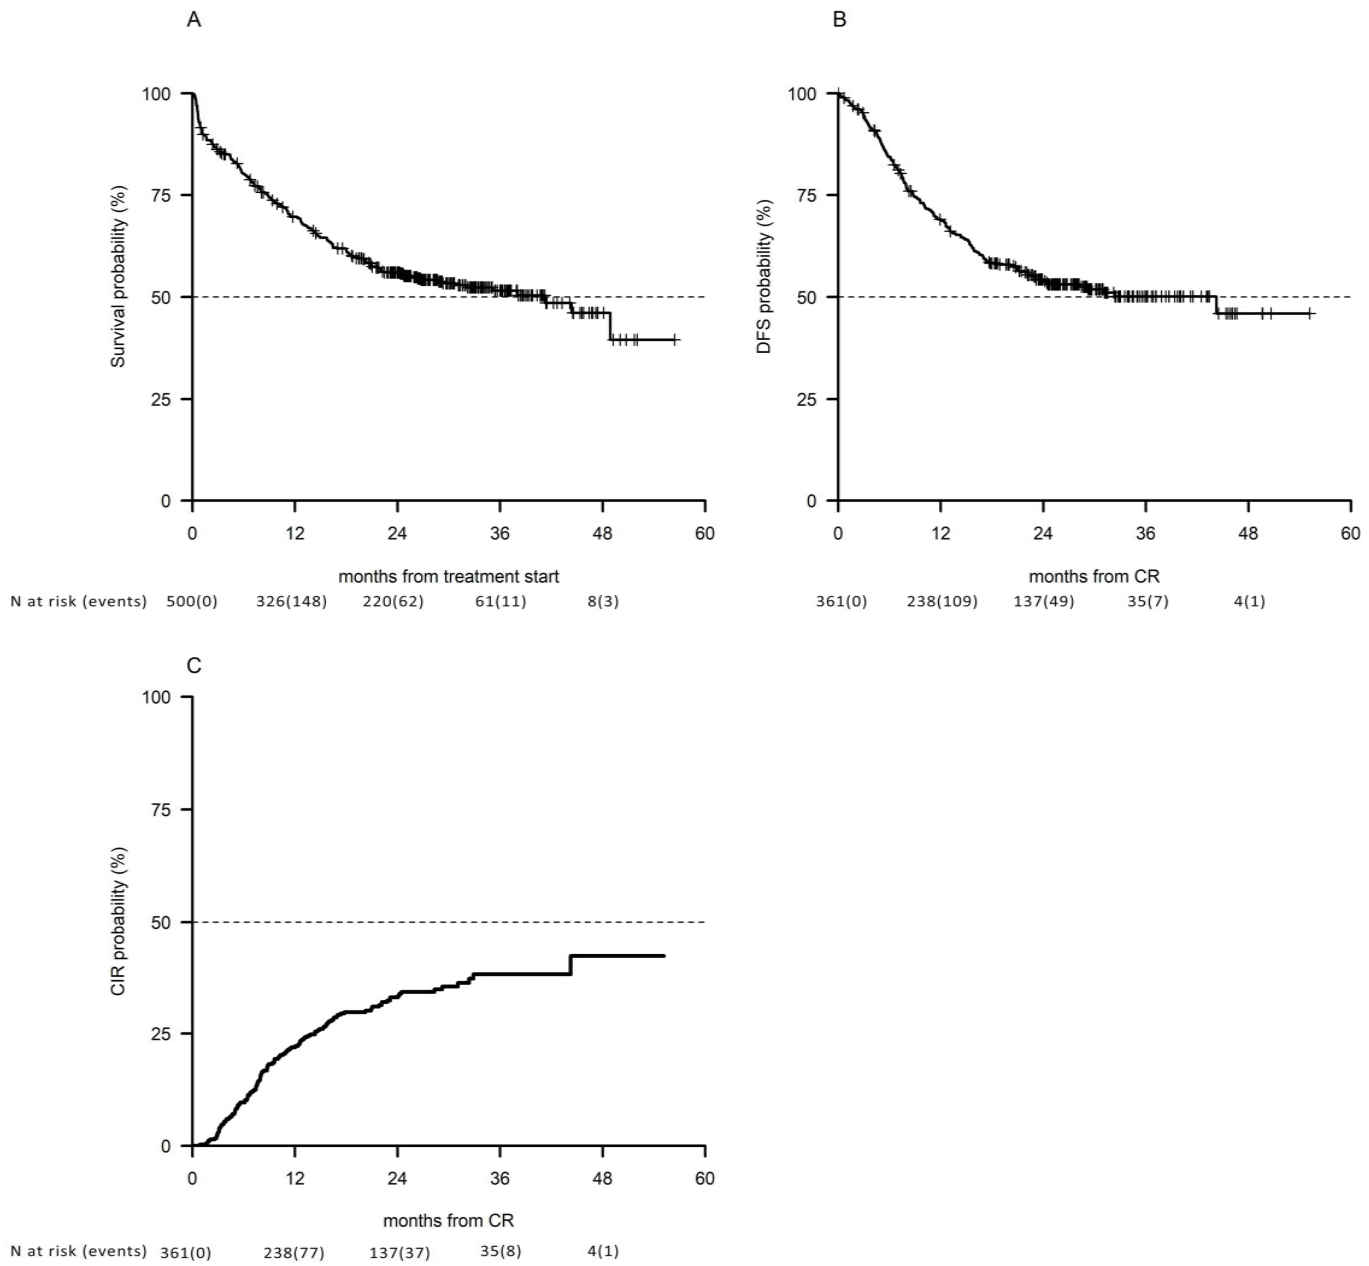 A
100
75
50
25
0
Survival probability (%)
0 12 24 36 48 60
months from treatment start
N at risk (events) 500(0) 326(148) 220(62) 61(11) 8(3)
B
100
75
50
25
0
DFS probability (%)
0 12 24 36 48 60
months from CR
361(0) 238(109) 137(49) 35(7) 4(1)
C
100
75
50
25
0
CIR probability (%)
0 12 24 36 48 60
months from CR
N at risk (events) 361(0) 238(77) 137(37) 35(8) 4(1)